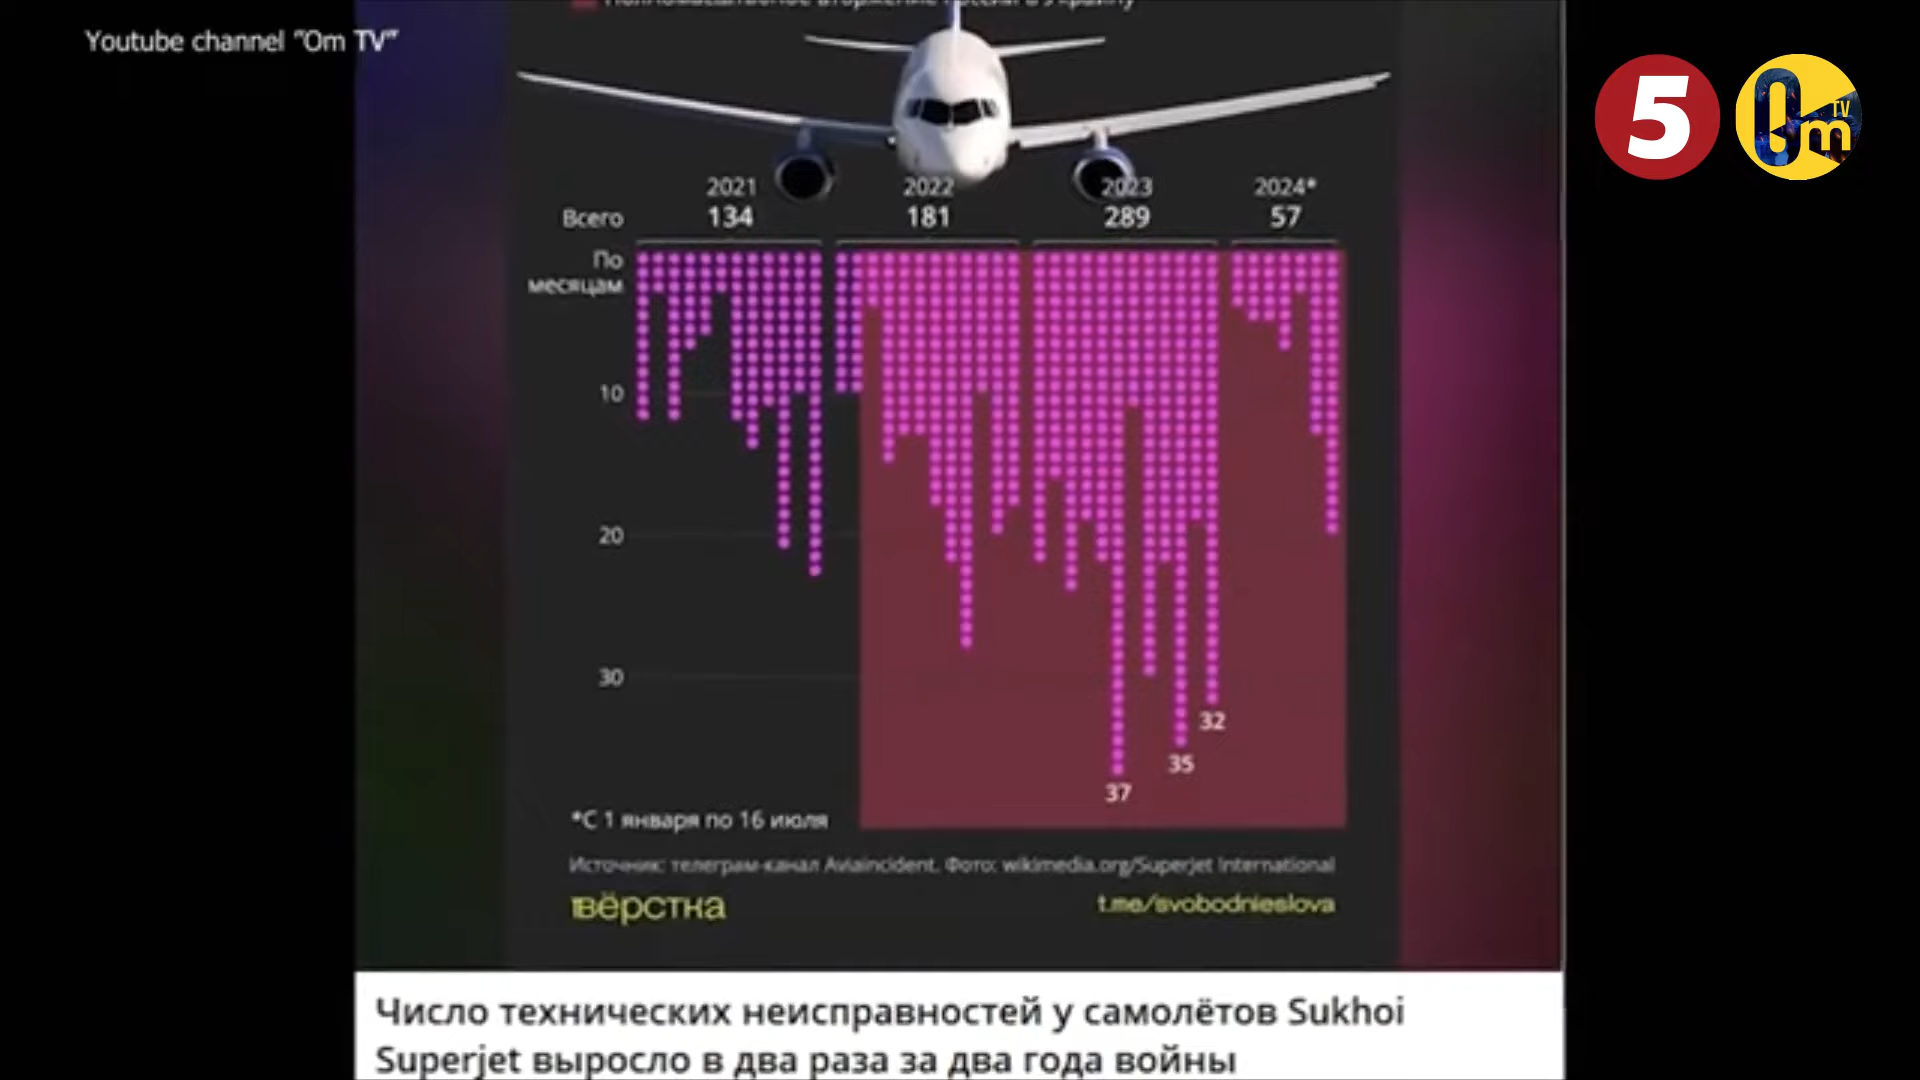 Youtube channel "Om TV"
5
Om TV
2021 2022 2023 2024*
Всего 134 181 289 57
По
месяцам
10
20
30
32
35
37
*С 1 января по 16 июля
Источник: телеграм-канал Aviaincident. Фото: wikimedia.org/SuperJet International
вёрстка t.me/svobodnieslova
Число технических неисправностей у самолётов Sukhoi
Superjet выросло в два раза за два года войны